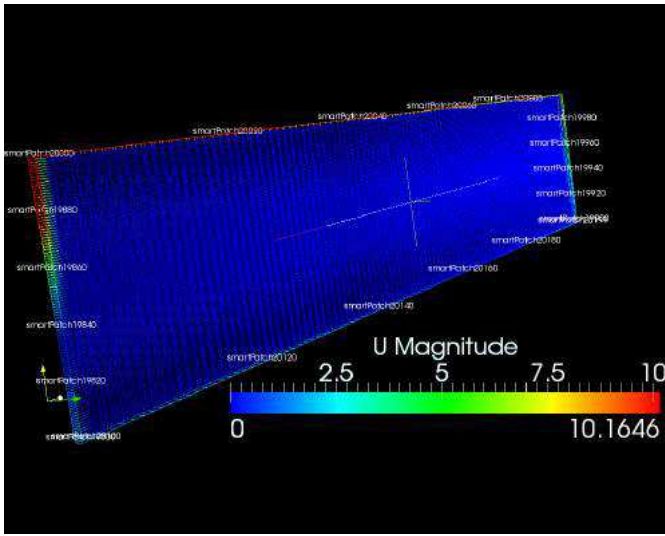 smartPatch20060
smartPatch20040
smartPatch20020
smartPatch20000
smartPatch19980
smartPatch19960
smartPatch19940
smartPatch19920
smartPatch19880
smartPatch19860
smartPatch19840
smartPatch19820
smartPatch20180
smartPatch20160
smartPatch20140
smartPatch20120
U Magnitude
2.5 5 7.5 10
0 10.1646